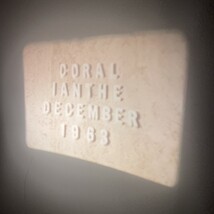 CORAL
IANTHE
DECEMBER
1963